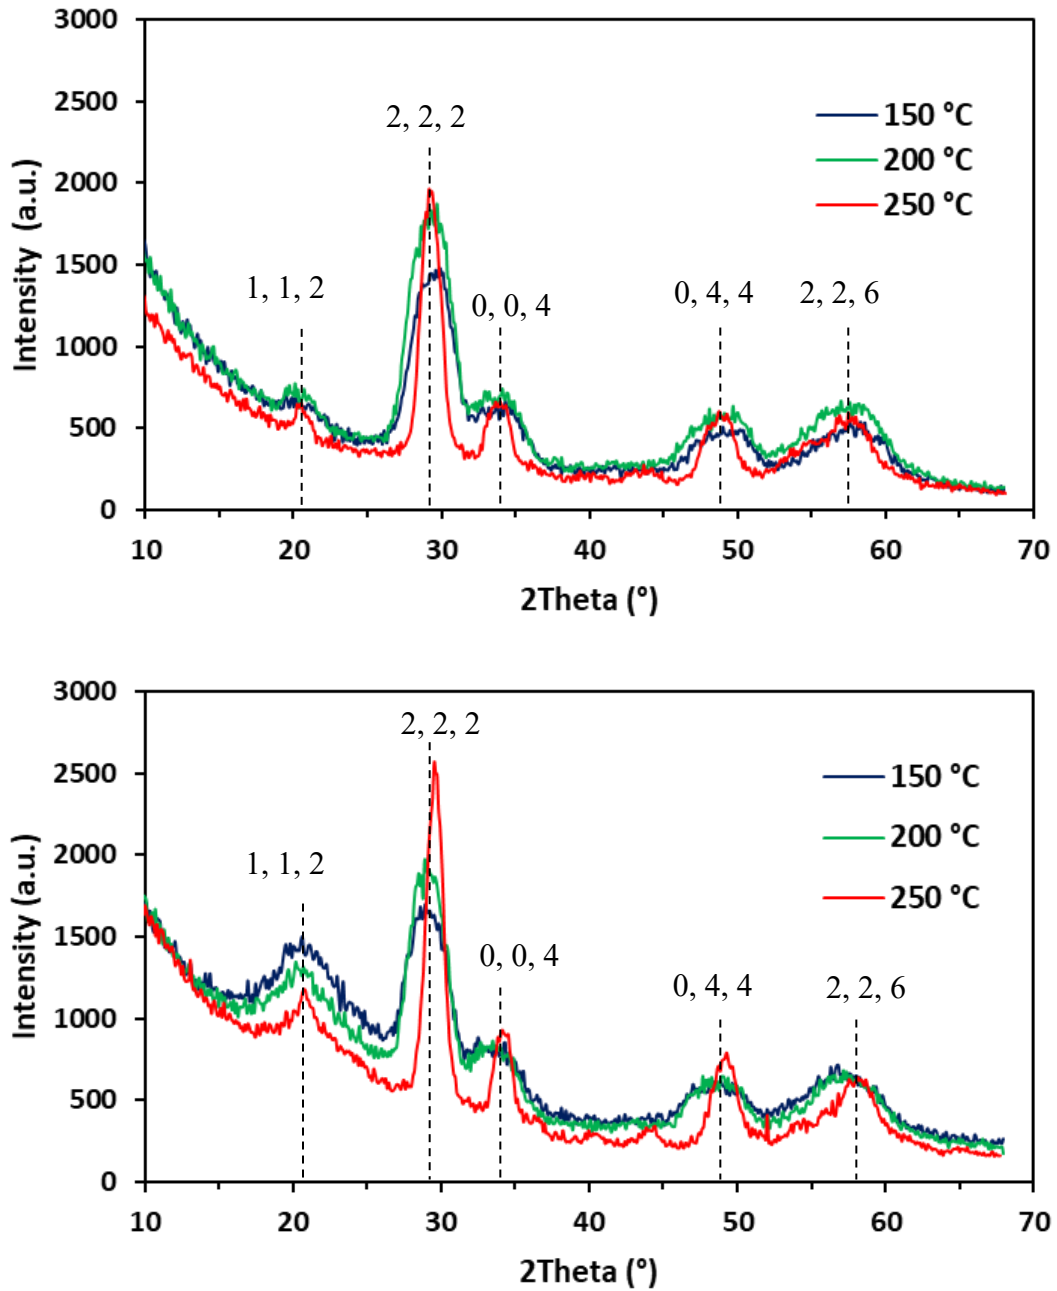 3000
2500
2000
1500
1000
500
0
Intensity (a.u.)
2, 2, 2
1, 1, 2
0, 0, 4
0, 4, 4
2, 2, 6
150 °C
200 °C
250 °C
10 20 30 40 50 60 70
2Theta (°)
3000
2500
2000
1500
1000
500
0
Intensity (a.u.)
2, 2, 2
1, 1, 2
0, 0, 4
0, 4, 4
2, 2, 6
150 °C
200 °C
250 °C
10 20 30 40 50 60 70
2Theta (°)